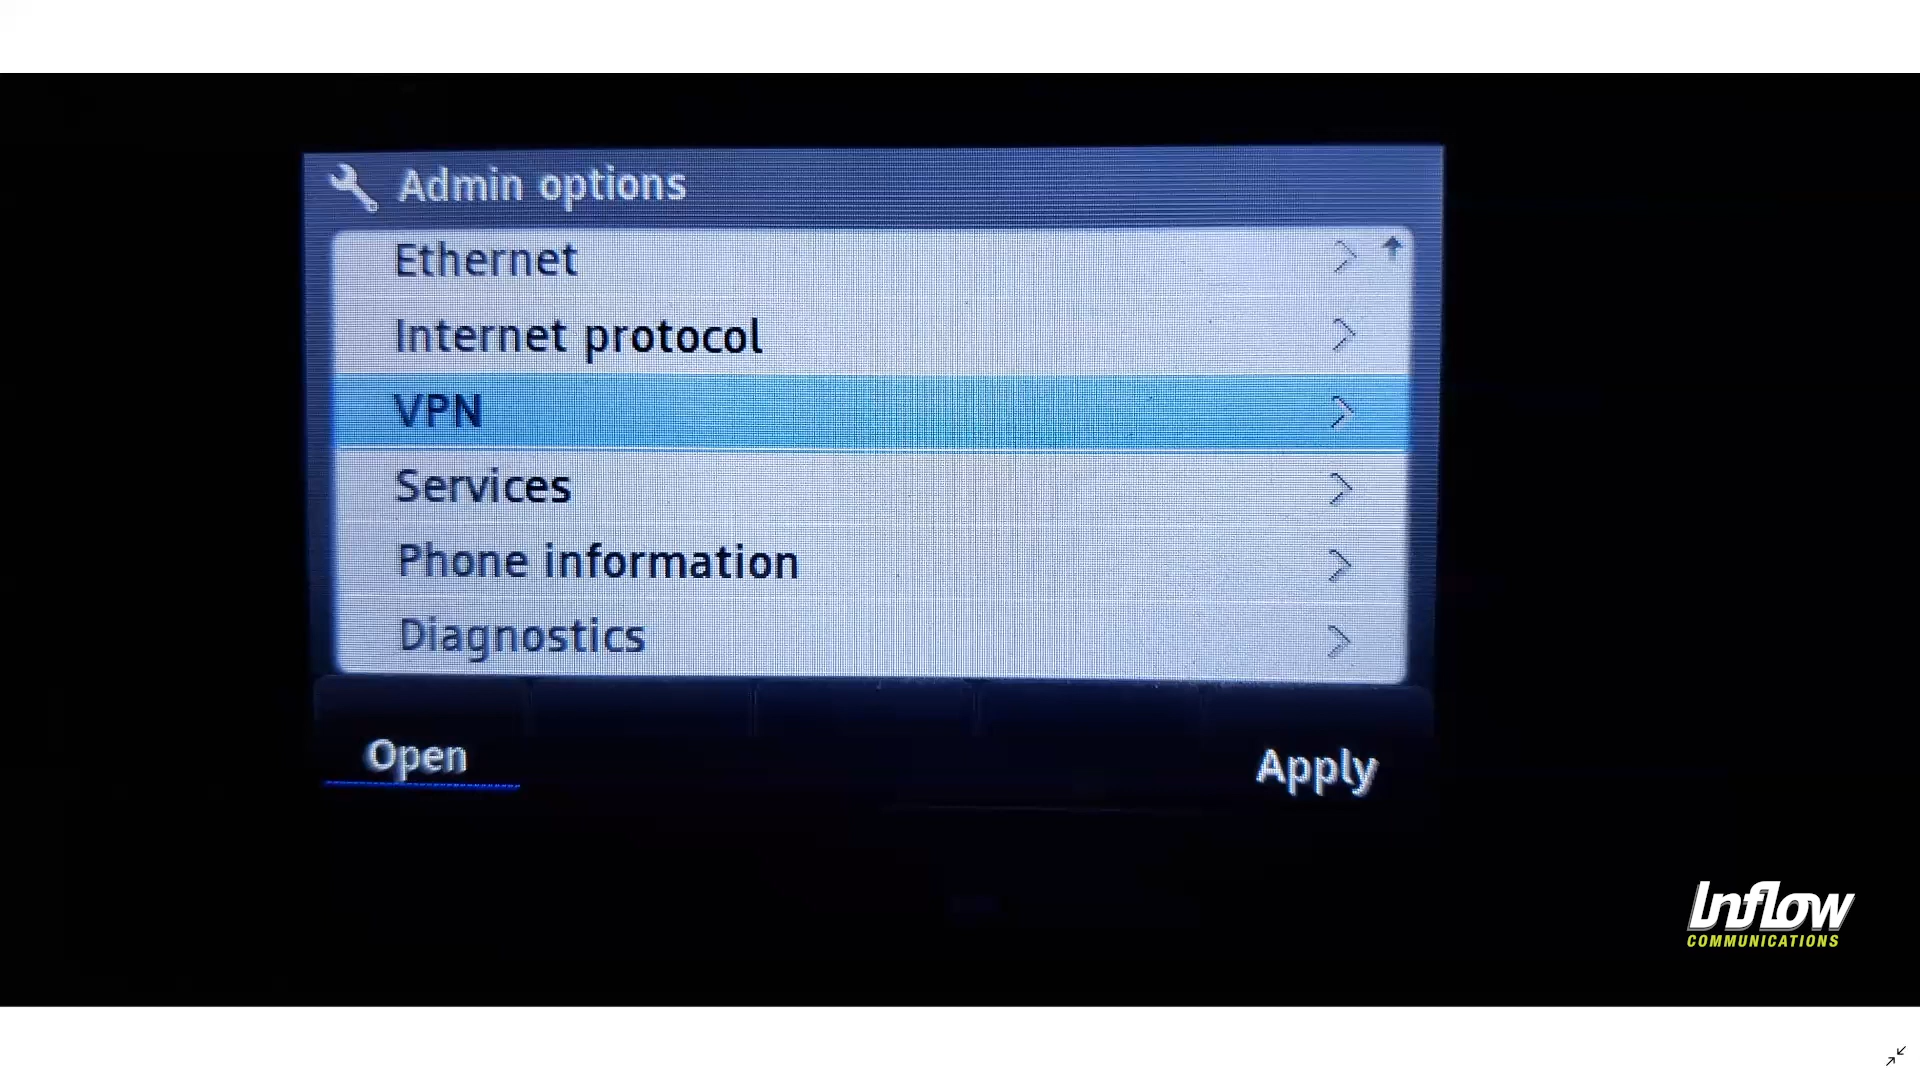 Admin options
Ethernet
Internet protocol
VPN
Services
Phone information
Diagnostics
Open
Apply
Inflow
COMMUNICATIONS